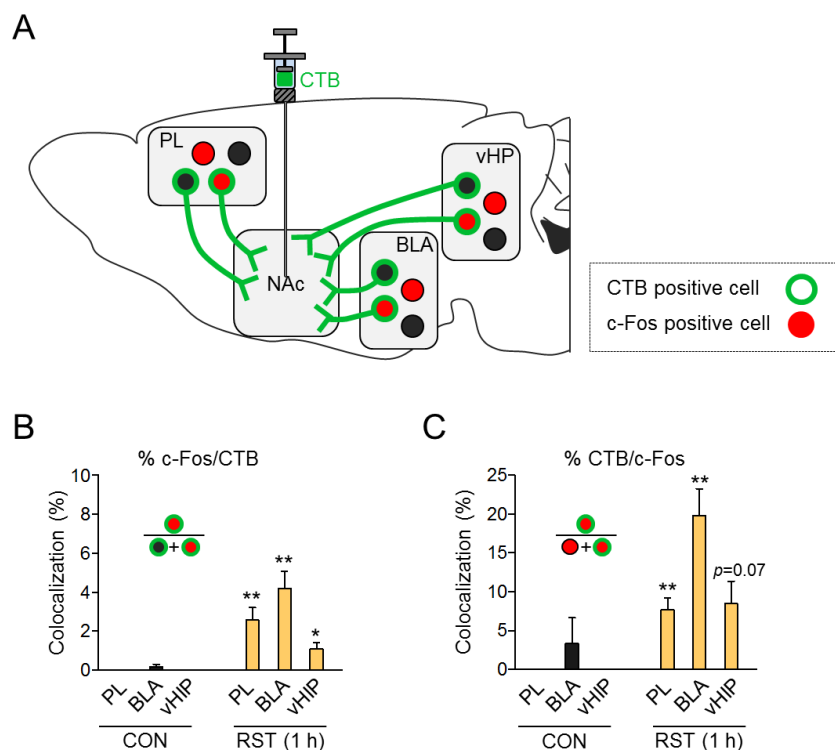 A
CTB
PL
vHP
NAc
BLA
CTB positive cell
c-Fos positive cell
B
% c-Fos/CTB
Colocalization (%)
10
8
6
4
2
0
+
**
**
*
PL
BLA
vHIP
PL
BLA
vHIP
CON
RST (1 h)
C
% CTB/c-Fos
Colocalization (%)
25
20
15
10
5
0
+
**
**
p=0.07
PL
BLA
vHIP
PL
BLA
vHIP
CON
RST (1 h)